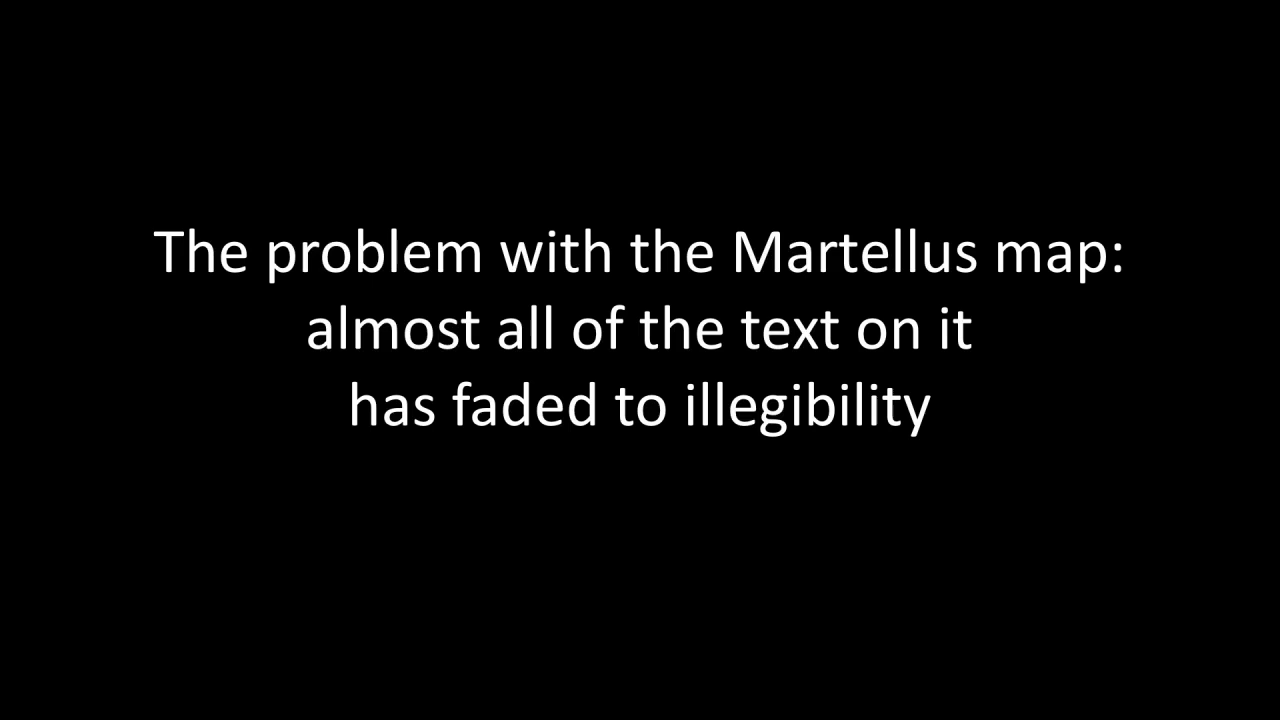 The problem with the Martellus map:
almost all of the text on it
has faded to illegibility